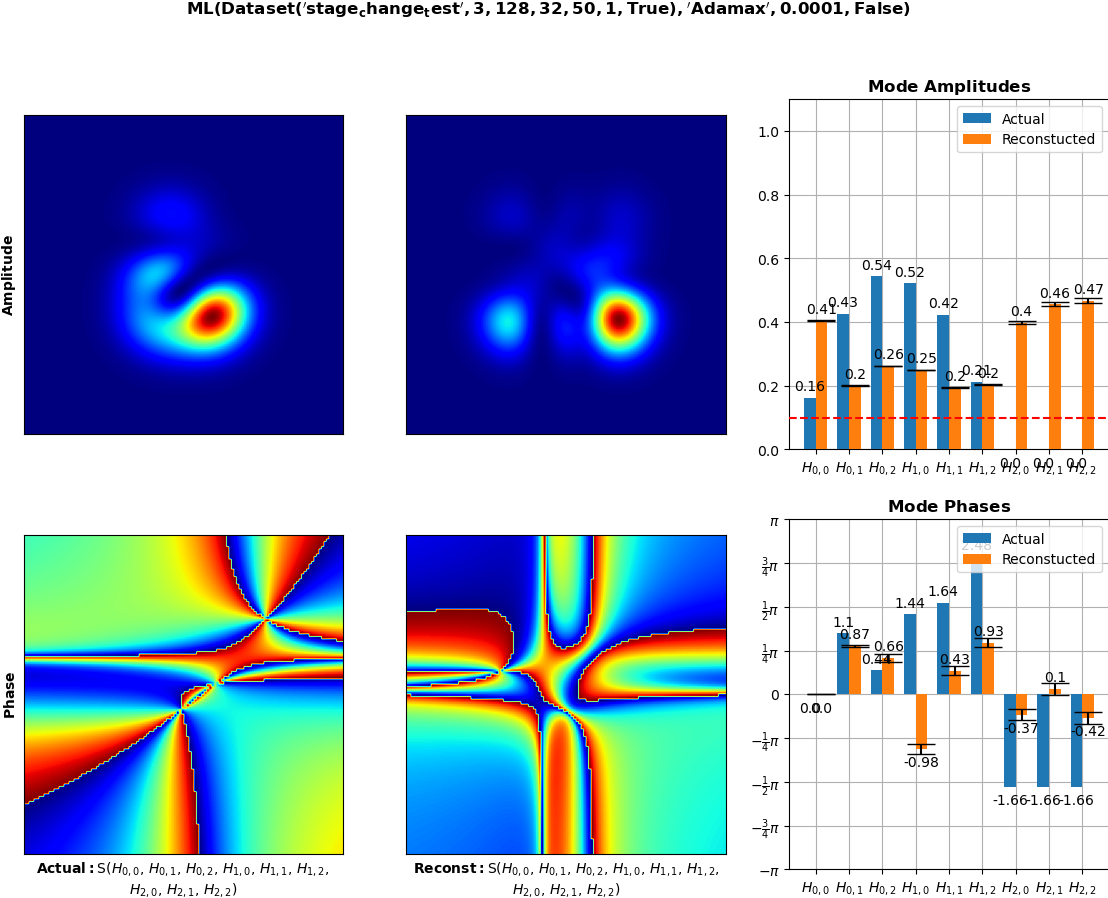 ML(Dataset('stage_change_test', 3, 128, 32, 50, 1, True), 'Adamax', 0.0001, False)
Amplitude
Mode Amplitudes
Actual
Reconstucted
1.0
0.8
0.6
0.4
0.2
0.0
0.16 0.43 0.54 0.52 0.42 0.21 0.0 0.0 0.0
0.41 0.2 0.26 0.25 0.2 0.2 0.4 0.46 0.47
H0,0 H0,1 H0,2 H1,0 H1,1 H1,2 H2,0 H2,1 H2,2
Phase
Mode Phases
Actual
Reconstucted
π
3/4π
1/2π
1/4π
0
−1/4π
−1/2π
−3/4π
−π
0.0 1.1 0.44 1.44 1.64 2.48 -1.66 -1.66 -1.66
0.0 0.87 0.66 -0.98 0.43 0.93 -0.37 0.1 -0.42
H0,0 H0,1 H0,2 H1,0 H1,1 H1,2 H2,0 H2,1 H2,2
Actual: S(H0,0, H0,1, H0,2, H1,0, H1,1, H1,2,
H2,0, H2,1, H2,2)
Reconst: S(H0,0, H0,1, H0,2, H1,0, H1,1, H1,2,
H2,0, H2,1, H2,2)